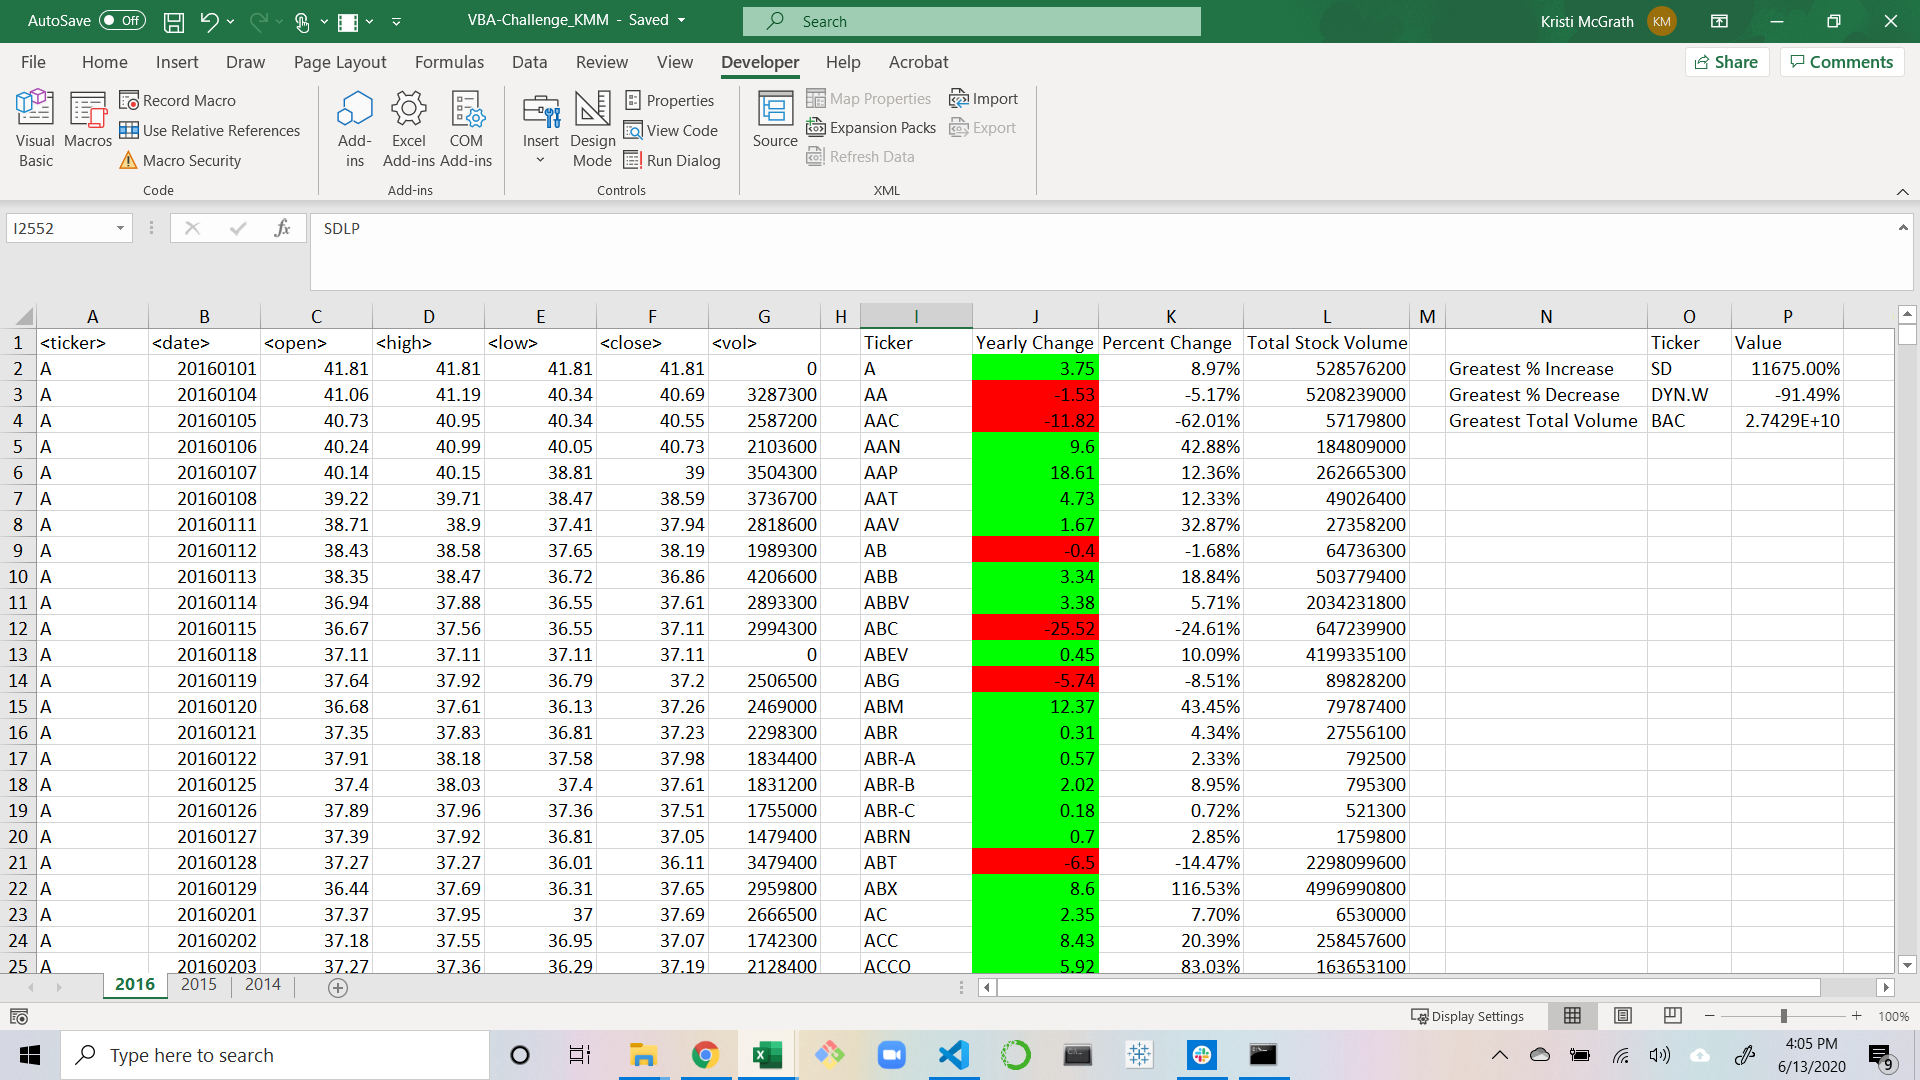 AutoSave Off VBA-Challenge_KMM - Saved Search Kristi McGrath KM
File Home Insert Draw Page Layout Formulas Data Review View Developer Help Acrobat Share Comments
Visual Basic Macros Record Macro Use Relative References Macro Security Code
Add-ins Excel Add-ins COM Add-ins Add-ins
Insert Design Mode Properties View Code Run Dialog Controls
Source Map Properties Expansion Packs Refresh Data Import Export XML
I2552 fx SDLP
A B C D E F G H I J K L M N O P
1 <ticker> <date> <open> <high> <low> <close> <vol> Ticker Yearly Change Percent Change Total Stock Volume Ticker Value
2 A 20160101 41.81 41.81 41.81 41.81 0 A 3.75 8.97% 528576200 Greatest % Increase SD 11675.00%
3 A 20160104 41.06 41.19 40.34 40.69 3287300 AA -1.53 -5.17% 5208239000 Greatest % Decrease DYN.W -91.49%
4 A 20160105 40.73 40.95 40.34 40.55 2587200 AAC -11.82 -62.01% 57179800 Greatest Total Volume BAC 2.7429E+10
5 A 20160106 40.24 40.99 40.05 40.73 2103600 AAN 9.6 42.88% 184809000
6 A 20160107 40.14 40.15 38.81 39 3504300 AAP 18.61 12.36% 262665300
7 A 20160108 39.22 39.71 38.47 38.59 3736700 AAT 4.73 12.33% 49026400
8 A 20160111 38.71 38.9 37.41 37.94 2818600 AAV 1.67 32.87% 27358200
9 A 20160112 38.43 38.58 37.65 38.19 1989300 AB -0.4 -1.68% 64736300
10 A 20160113 38.35 38.47 36.72 36.86 4206600 ABB 3.34 18.84% 503779400
11 A 20160114 36.94 37.88 36.55 37.61 2893300 ABBV 3.38 5.71% 2034231800
12 A 20160115 36.67 37.56 36.55 37.11 2994300 ABC -25.52 -24.61% 647239900
13 A 20160118 37.11 37.11 37.11 37.11 0 ABEV 0.45 10.09% 4199335100
14 A 20160119 37.64 37.92 36.79 37.2 2506500 ABG -5.74 -8.51% 89828200
15 A 20160120 36.68 37.61 36.13 37.26 2469000 ABM 12.37 43.45% 79787400
16 A 20160121 37.35 37.83 36.81 37.23 2298300 ABR 0.31 4.34% 27556100
17 A 20160122 37.91 38.18 37.58 37.98 1834400 ABR-A 0.57 2.33% 792500
18 A 20160125 37.4 38.03 37.4 37.61 1831200 ABR-B 2.02 8.95% 795300
19 A 20160126 37.89 37.96 37.36 37.51 1755000 ABR-C 0.18 0.72% 521300
20 A 20160127 37.39 37.92 36.81 37.05 1479400 ABRN 0.7 2.85% 1759800
21 A 20160128 37.27 37.27 36.01 36.11 3479400 ABT -6.5 -14.47% 2298099600
22 A 20160129 36.44 37.69 36.31 37.65 2959800 ABX 8.6 116.53% 4996990800
23 A 20160201 37.37 37.95 37 37.69 2666500 AC 2.35 7.70% 6530000
24 A 20160202 37.18 37.55 36.95 37.07 1742300 ACC 8.43 20.39% 258457600
25 A 20160203 37.27 37.36 36.29 37.19 2128400 ACCO 5.92 83.03% 163653100
2016 2015 2014
Display Settings 100%
Type here to search 4:05 PM
6/13/2020 9